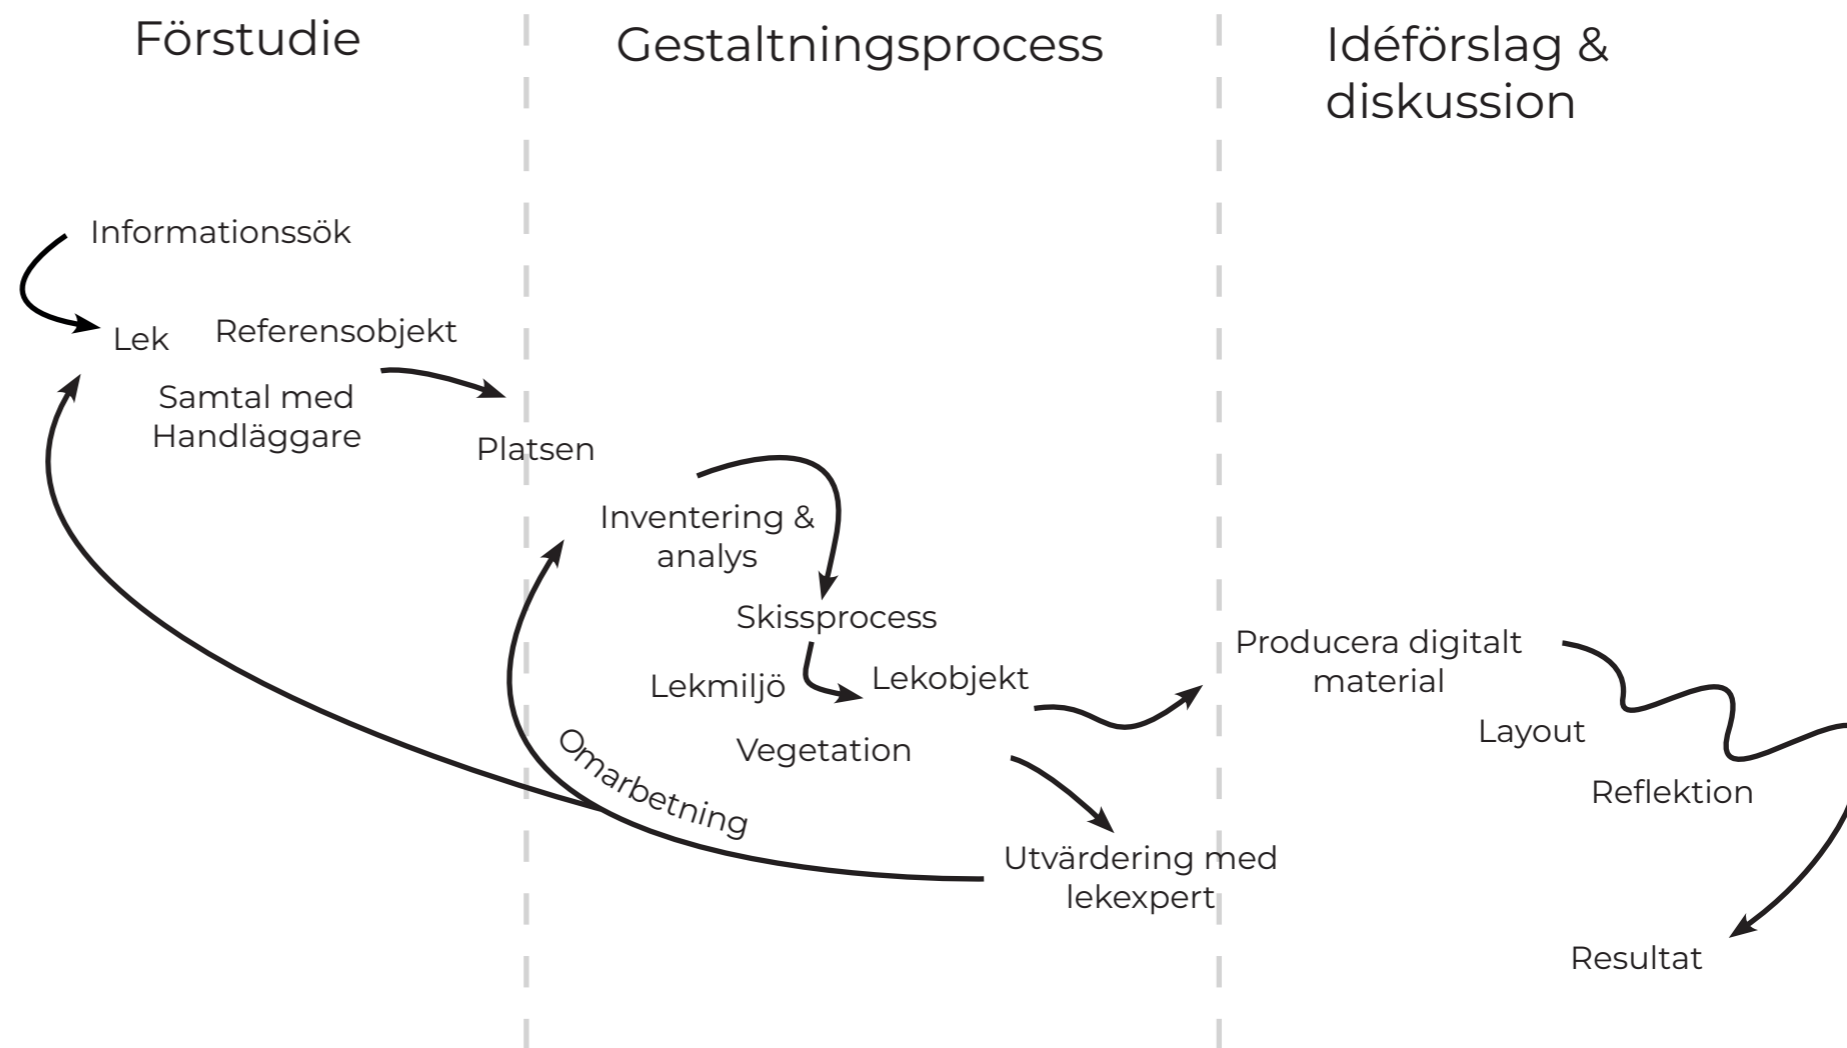 Förstudie
Gestaltningsprocess
Idéförslag &
diskussion
Informationssök
Lek
Referensobjekt
Samtal med
Handläggare
Platsen
Inventering &
analys
Skissprocess
Lekmiljö
Lekobjekt
Vegetation
Omarbetning
Utvärdering med
lekexpert
Producera digitalt
material
Layout
Reflektion
Resultat